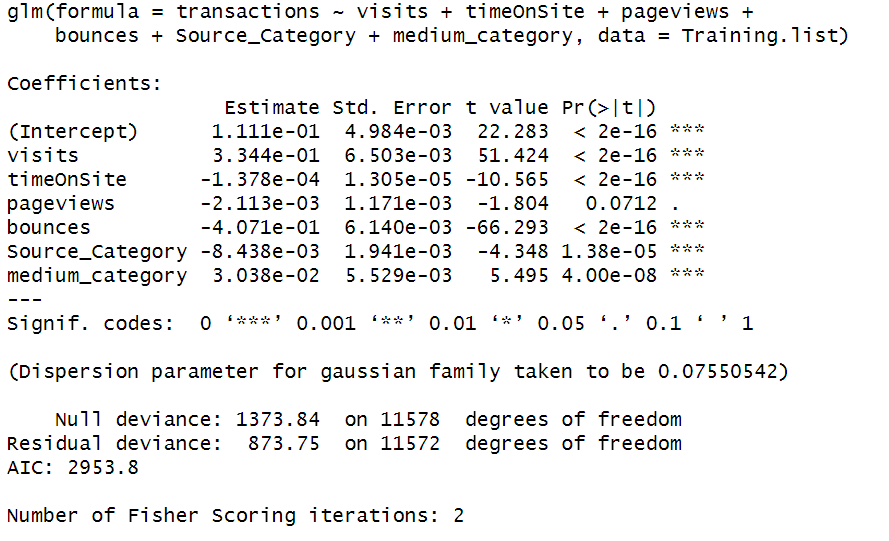 glm(formula = transactions ~ visits + timeOnSite + pageviews +
    bounces + Source_Category + medium_category, data = Training.list)

Coefficients:
                  Estimate Std. Error t value Pr(>|t|)
(Intercept)      1.111e-01  4.984e-03  22.283  < 2e-16 ***
visits           3.344e-01  6.503e-03  51.424  < 2e-16 ***
timeOnSite      -1.378e-04  1.305e-05 -10.565  < 2e-16 ***
pageviews       -2.113e-03  1.171e-03  -1.804   0.0712 .
bounces         -4.071e-01  6.140e-03 -66.293  < 2e-16 ***
Source_Category -8.438e-03  1.941e-03  -4.348 1.38e-05 ***
medium_category  3.038e-02  5.529e-03   5.495 4.00e-08 ***
---
Signif. codes:  0 ‘***’ 0.001 ‘**’ 0.01 ‘*’ 0.05 ‘.’ 0.1 ‘ ’ 1

(Dispersion parameter for gaussian family taken to be 0.07550542)

    Null deviance: 1373.84  on 11578  degrees of freedom
Residual deviance:  873.75  on 11572  degrees of freedom
AIC: 2953.8

Number of Fisher Scoring iterations: 2